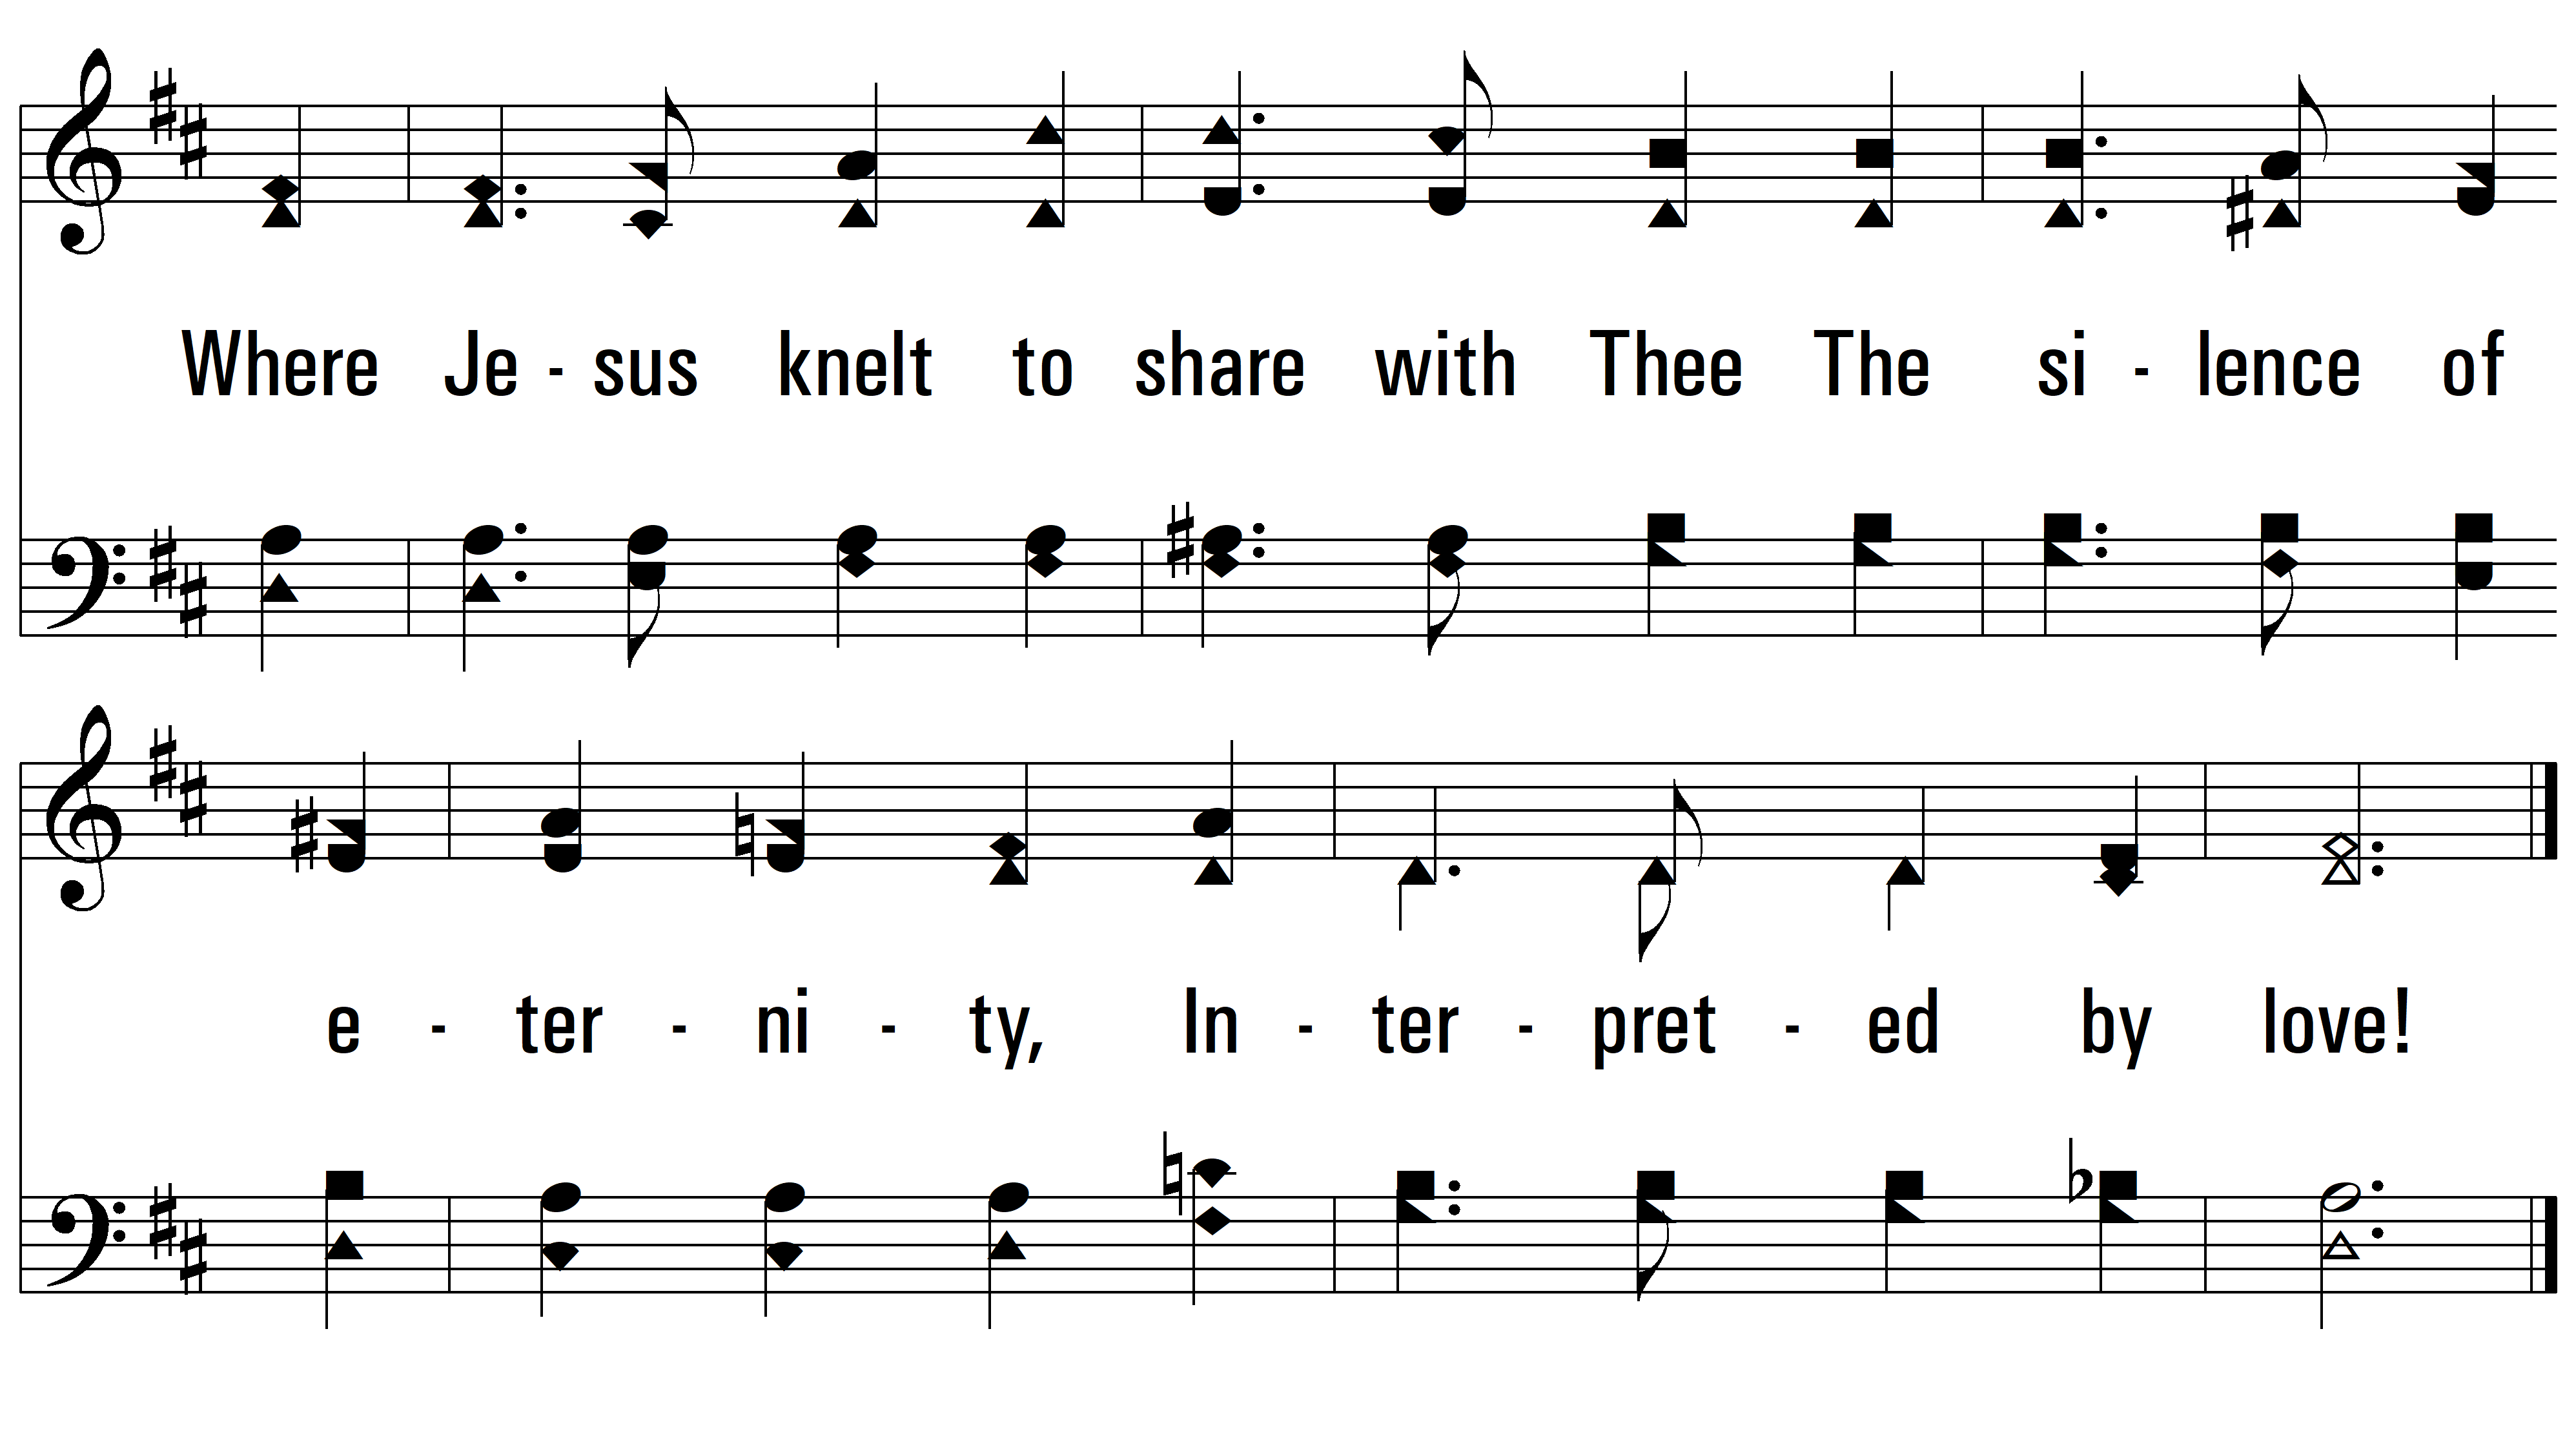 Where Je - sus knelt to share with Thee The si - lence of
e - ter - ni - ty, In - ter - pret - ed by love!